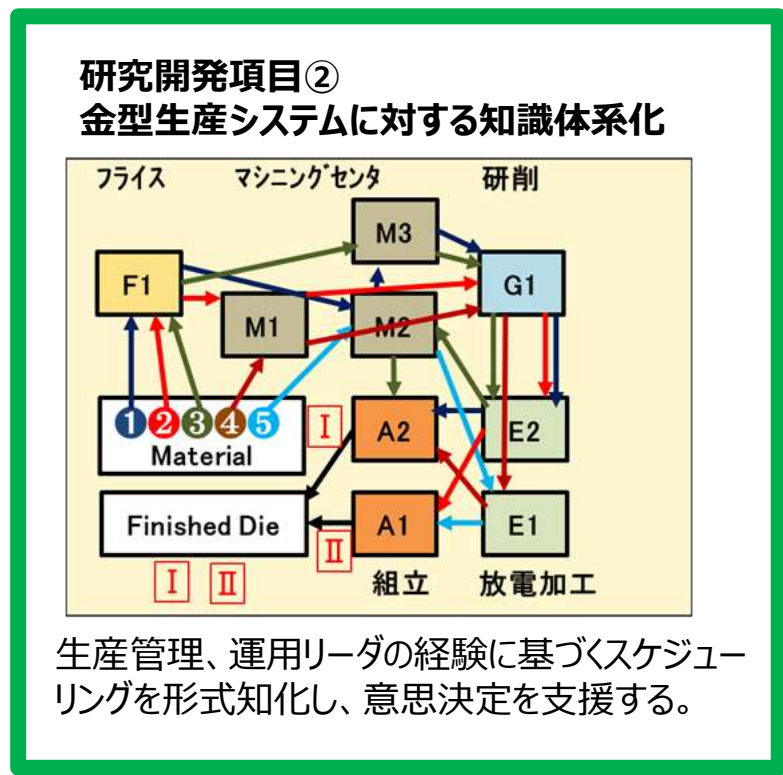 研究開発項目②
金型生産システムに対する知識体系化
フライス マシニングセンタ 研削
M3
F1 G1
M1 M2
❶❷❸❹❺ Ⅰ A2 E2
Material
Finished Die Ⅱ A1 E1
Ⅰ Ⅱ 組立 放電加工
生産管理、運用リーダの経験に基づくスケジュー
リングを形式知化し、意思決定を支援する。